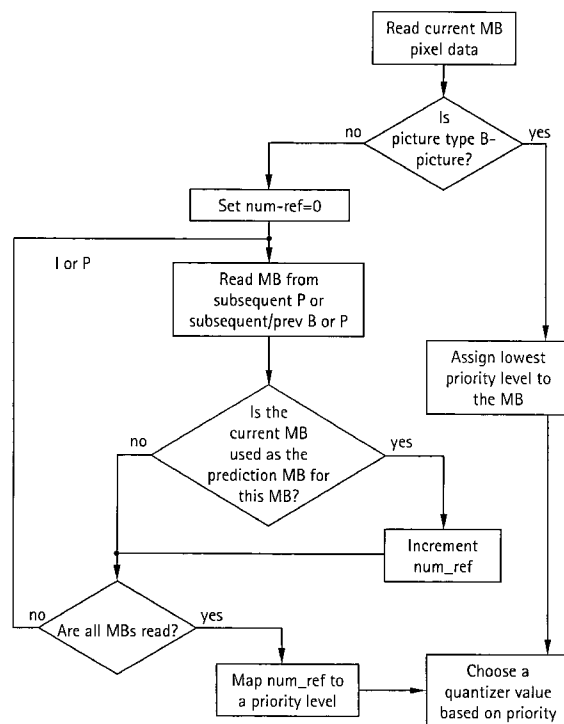 Read current MB
pixel data
Is
picture type B-
picture?
no
yes
Set num-ref=0
I or P
Read MB from
subsequent P or
subsequent/prev B or P
Assign lowest
priority level to
the MB
Is the
current MB
used as the
prediction MB for
this MB?
no
yes
Increment
num_ref
no
Are all MBs read?
yes
Map num_ref to
a priority level
Choose a
quantizer value
based on priority